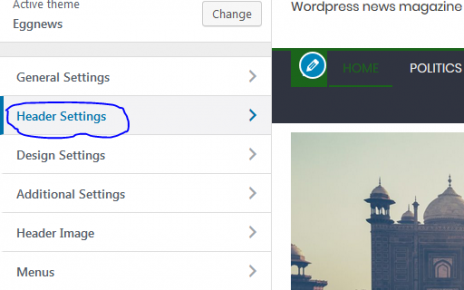 Active theme
Eggnews
Change
General Settings
Header Settings
Design Settings
Additional Settings
Header Image
Menus
Wordpress news magazine
HOME
POLITICS